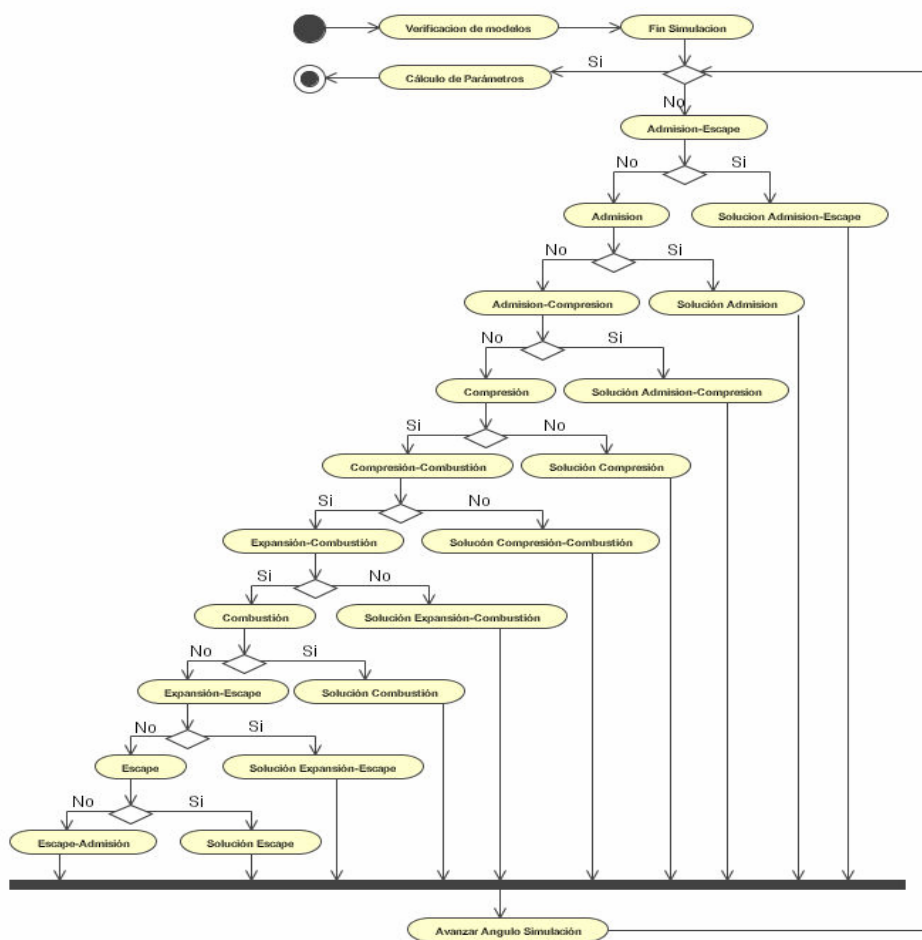 Verificacion de modelos
Fin Simulacion
Si
Cálculo de Parámetros
No
Admision-Escape
No
Si
Admision
Solucion Admision-Escape
No
Si
Admision-Compresion
Solución Admision
No
Si
Compresión
Solución Admision-Compresion
Si
No
Compresión-Combustión
Solución Compresión
Si
No
Expansión-Combustión
Solucón Compresión-Combustión
Si
No
Combustión
Solución Expansión-Combustión
No
Si
Expansión-Escape
Solución Combustión
No
Si
Escape
Solución Expansión-Escape
No
Si
Escape-Admisión
Solución Escape
Avanzar Angulo Simulación